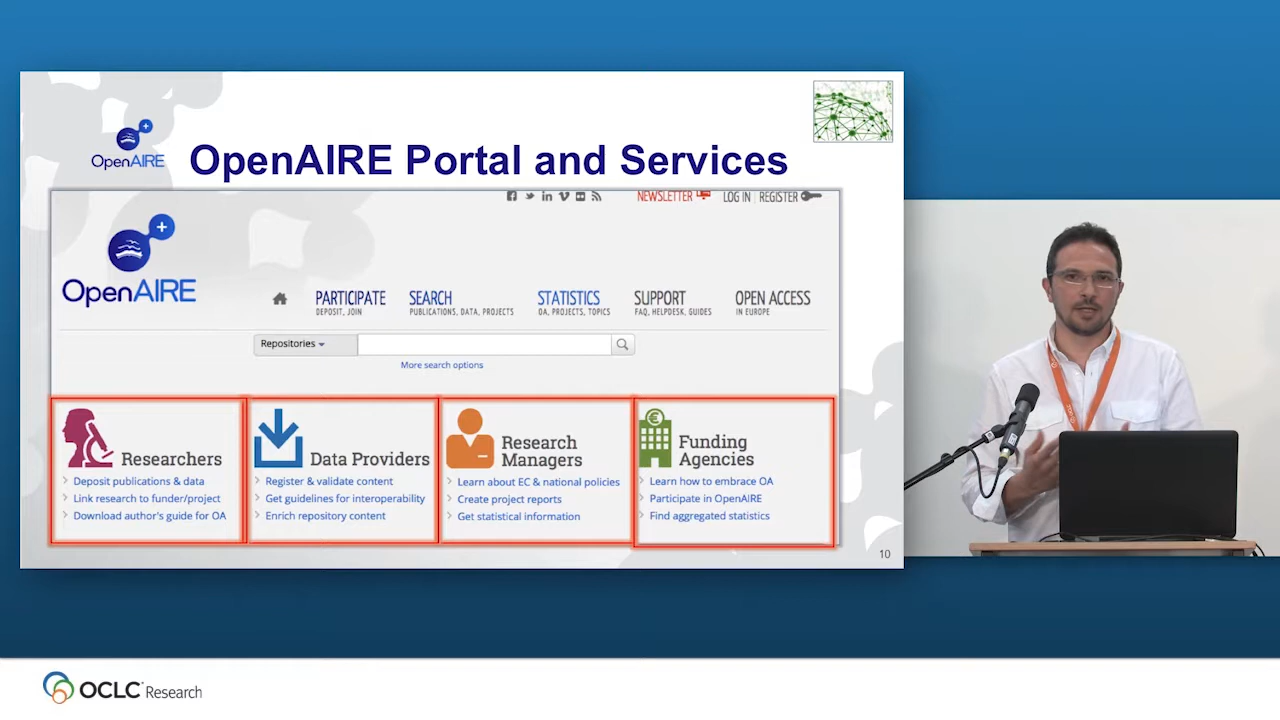 OpenAIRE
OpenAIRE Portal and Services
NEWSLETTER LOG IN | REGISTER
OpenAIRE
PARTICIPATE SEARCH STATISTICS SUPPORT OPEN ACCESS
DEPOSIT, JOIN PUBLICATIONS, DATA, PROJECTS OA, PROJECTS, TOPICS FAQ, HELPDESK, GUIDES IN EUROPE
Repositories
More search options
Researchers
Deposit publications & data
Link research to funder/project
Download author's guide for OA
Data Providers
Register & validate content
Get guidelines for interoperability
Enrich repository content
Research
Managers
Learn about EC & national policies
Create project reports
Get statistical information
Funding
Agencies
Learn how to embrace OA
Participate in OpenAIRE
Find aggregated statistics
10
OCLC Research